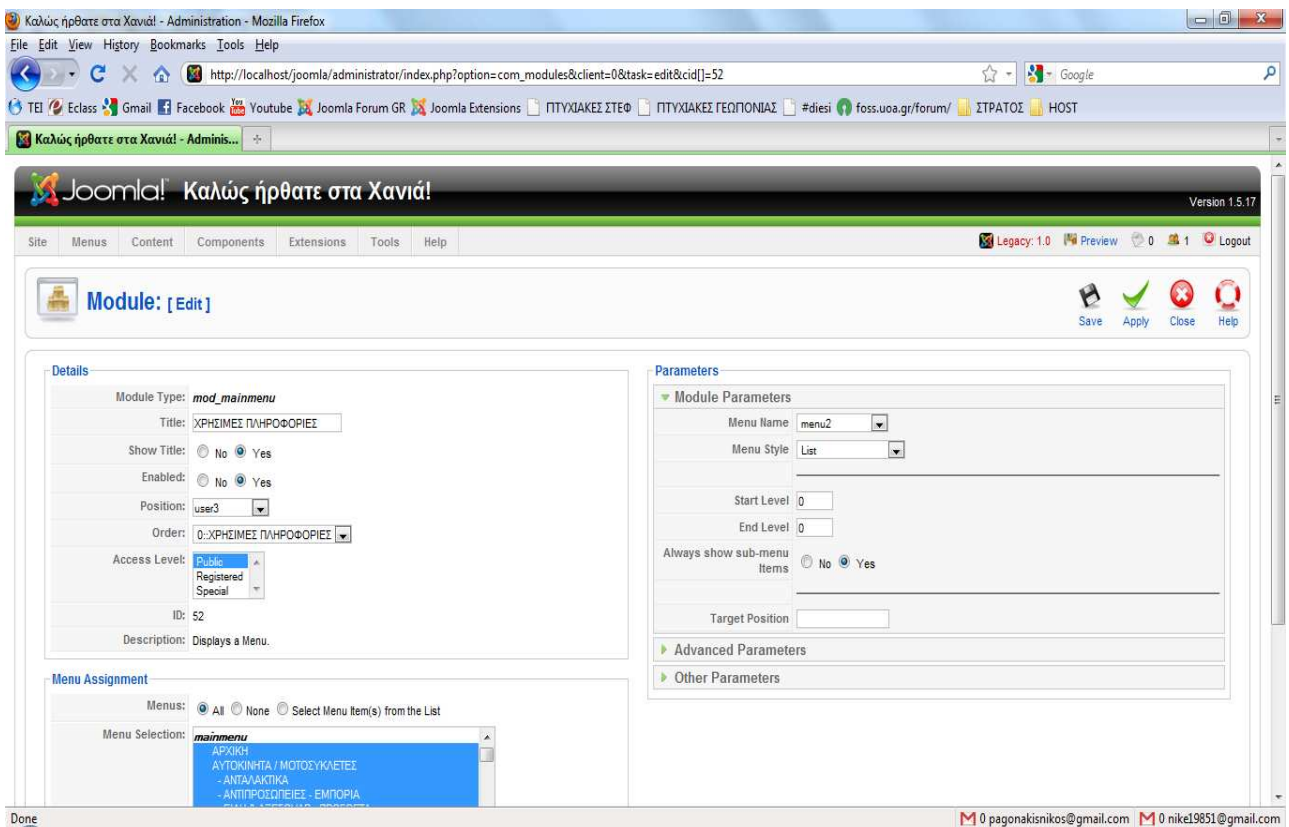 Καλώς ήρθατε στα Χανιά! - Administration - Mozilla Firefox
File Edit View History Bookmarks Tools Help
http://localhost/joomla/administrator/index.php?option=com_modules&client=0&task=edit&cid[]=52
Google
TEI Eclass Gmail Facebook Youtube Joomla Forum GR Joomla Extensions ΠΤΥΧΙΑΚΕΣ ΣΤΕΦ ΠΤΥΧΙΑΚΕΣ ΓΕΩΠΟΝΙΑΣ #diesi foss.uoa.gr/forum/ ΣΤΡΑΤΟΣ HOST
Καλώς ήρθατε στα Χανιά! - Adminis...
Joomla! Καλώς ήρθατε στα Χανιά!
Version 1.5.17
Site Menus Content Components Extensions Tools Help
Legacy: 1.0 Preview 0 1 Logout
Module: [ Edit ]
Save Apply Close Help
Details
Module Type: mod_mainmenu
Title: ΧΡΗΣΙΜΕΣ ΠΛΗΡΟΦΟΡΙΕΣ
Show Title: No Yes
Enabled: No Yes
Position: user3
Order: 0::ΧΡΗΣΙΜΕΣ ΠΛΗΡΟΦΟΡΙΕΣ
Access Level: Public
Registered
Special
ID: 52
Description: Displays a Menu.
Menu Assignment
Menus: All None Select Menu Item(s) from the List
Menu Selection: mainmenu
ΑΡΧΙΚΗ
ΑΥΤΟΚΙΝΗΤΑ / ΜΟΤΟΣΥΚΛΕΤΕΣ
- ΑΝΤΑΛΑΚΤΙΚΑ
- ΑΝΤΙΠΡΟΣΩΠΕΙΕΣ - ΕΜΠΟΡΙΑ
Parameters
Module Parameters
Menu Name menu2
Menu Style List
Start Level 0
End Level 0
Always show sub-menu
Items No Yes
Target Position
Advanced Parameters
Other Parameters
Done
0 pagonakisnikos@gmail.com 0 nike19851@gmail.com